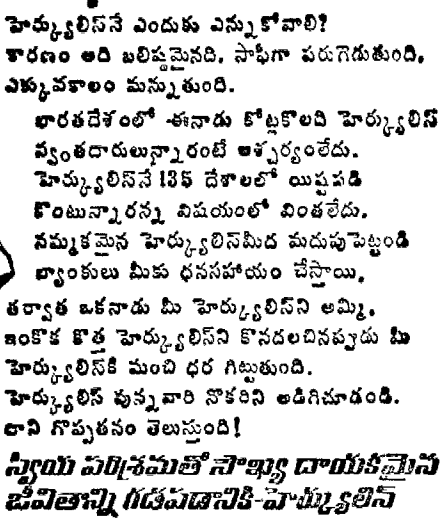 హెర్క్యులిస్‌నే ఎందుకు ఎన్నుకోవాలి?
కారణం అది బలిష్ఠమైనది, సాఫీగా పరుగెడుతుంది,
ఎక్కువకాలం మన్నుతుంది.
భారతదేశంలో ఈనాడు కోట్లకొలది హెర్క్యులిస్
స్వంతదారులున్నారంటే ఆశ్చర్యంలేదు.
హెర్క్యులిస్‌నే 135 దేశాలలో యిష్టపడి
కొంటున్నారన్న విషయంలో వింతలేదు.
నమ్మకమైన హెర్క్యులిస్‌మీద మదుపుపెట్టండి
బ్యాంకులు మీకు ధనసహాయం చేస్తాయి,
తర్వాత ఒకనాడు మీ హెర్క్యులిస్‌ని అమ్మి,
ఇంకొక కొత్త హెర్క్యులిస్‌ని కొనదలచినప్పుడు మీ
హెర్క్యులిస్‌కి మంచి ధర గిట్టుతుంది.
హెర్క్యులిస్ వున్నవారి నొకరిని అడిగిచూడండి.
దాని గొప్పతనం తెలుస్తుంది!
స్వీయ పరిశ్రమతో సౌఖ్య దాయకమైన
జీవితాన్ని గడపడానికి-హెర్క్యులిస్